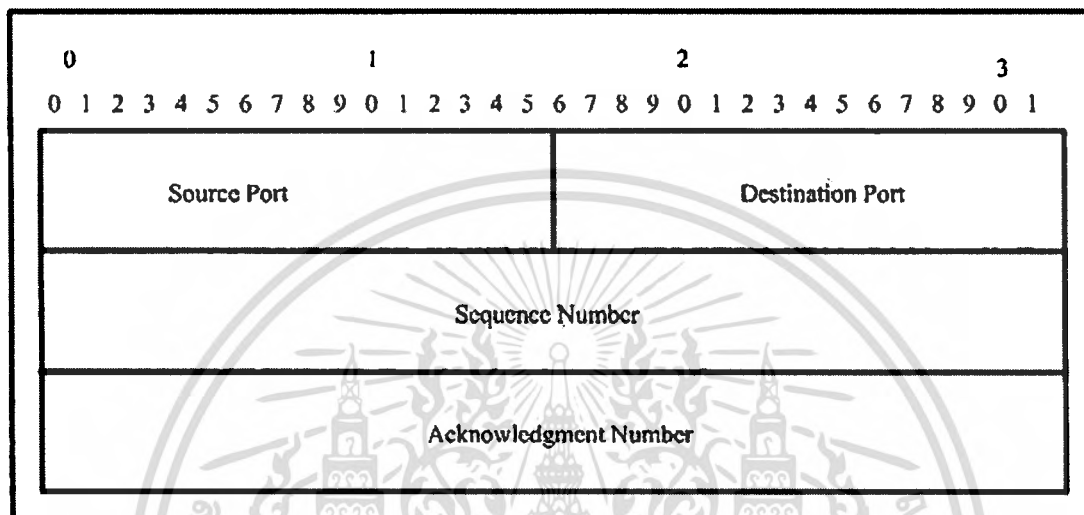 0 1 2 3
0 1 2 3 4 5 6 7 8 9 0 1 2 3 4 5 6 7 8 9 0 1 2 3 4 5 6 7 8 9 0 1
Source Port Destination Port
Sequence Number
Acknowledgment Number